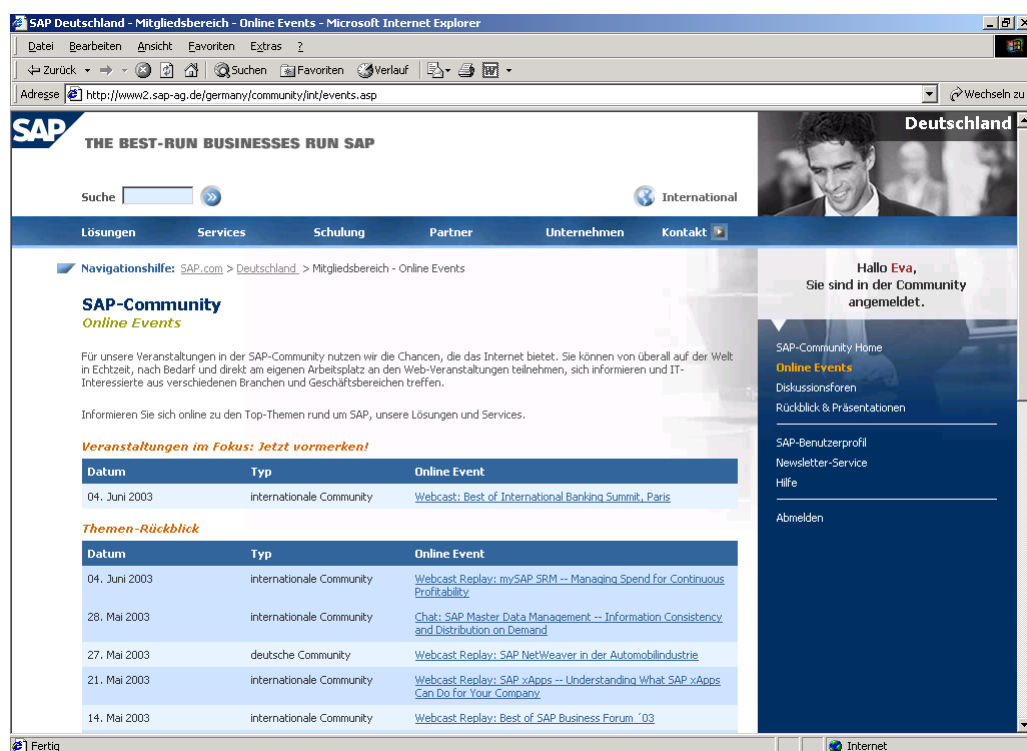 SAP Deutschland - Mitgliedsbereich - Online Events - Microsoft Internet Explorer
Datei Bearbeiten Ansicht Favoriten Extras ?
Zurück Suchen Favoriten Verlauf
Adresse http://www2.sap-ag.de/germany/community/int/events.asp Wechseln zu
SAP
THE BEST-RUN BUSINESSES RUN SAP
Deutschland
Suche
International
Lösungen Services Schulung Partner Unternehmen Kontakt
Navigationshilfe: SAP.com > Deutschland > Mitgliedsbereich - Online Events
Hallo Eva,
Sie sind in der Community
angemeldet.
SAP-Community Home
Online Events
Diskussionsforen
Rückblick & Präsentationen
SAP-Benutzerprofil
Newsletter-Service
Hilfe
Abmelden
SAP-Community
Online Events
Für unsere Veranstaltungen in der SAP-Community nutzen wir die Chancen, die das Internet bietet. Sie können von überall auf der Welt
in Echtzeit, nach Bedarf und direkt am eigenen Arbeitsplatz an den Web-Veranstaltungen teilnehmen, sich informieren und IT-
Interessierte aus verschiedenen Branchen und Geschäftsbereichen treffen.
Informieren Sie sich online zu den Top-Themen rund um SAP, unsere Lösungen und Services.
Veranstaltungen im Fokus: Jetzt vormerken!
Datum Typ Online Event
04. Juni 2003 internationale Community Webcast: Best of International Banking Summit, Paris
Themen-Rückblick
Datum Typ Online Event
04. Juni 2003 internationale Community Webcast Replay: mySAP SRM -- Managing Spend for Continuous
Profitability
28. Mai 2003 internationale Community Chat: SAP Master Data Management -- Information Consistency
and Distribution on Demand
27. Mai 2003 deutsche Community Webcast Replay: SAP NetWeaver in der Automobilindustrie
21. Mai 2003 internationale Community Webcast Replay: SAP xApps -- Understanding What SAP xApps
Can Do for Your Company
14. Mai 2003 internationale Community Webcast Replay: Best of SAP Business Forum ´03
Fertig Internet